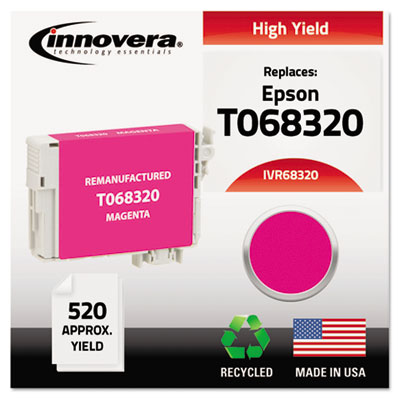 innovera
technology essentials
High Yield
Replaces:
Epson
T068320
IVR68320
T068320 MAGENTA
REMANUFACTURED
T068320
MAGENTA
520
APPROX.
YIELD
RECYCLED
MADE IN USA